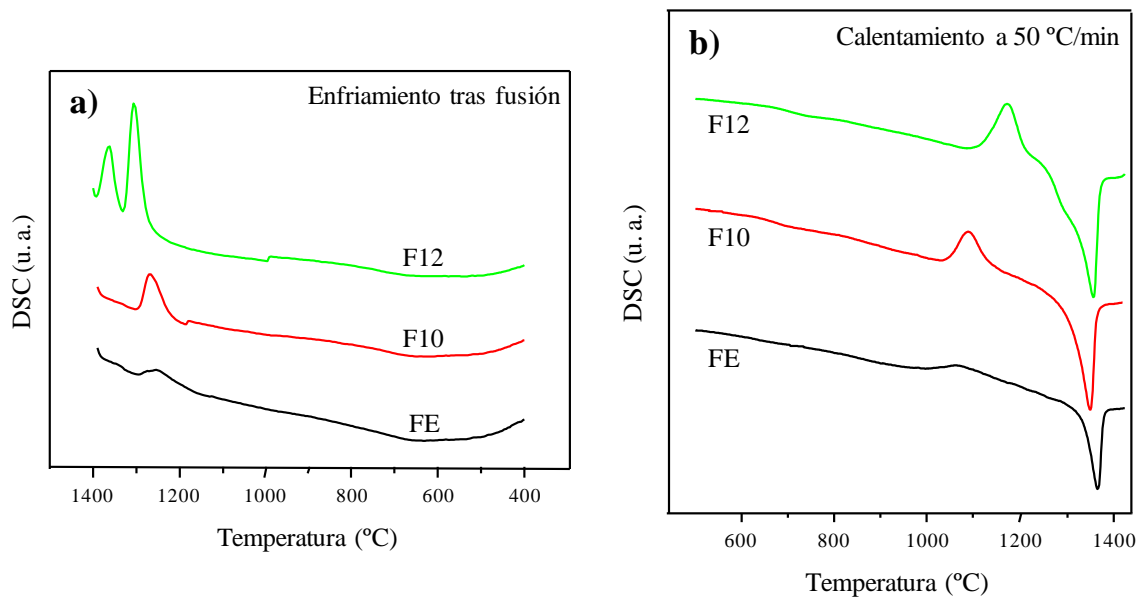 a)
Enfriamiento tras fusión
F12
F10
FE
DSC (u. a.)
1400 1200 1000 800 600 400
Temperatura (ºC)
b)
Calentamiento a 50 ºC/min
F12
F10
FE
DSC (u. a.)
600 800 1000 1200 1400
Temperatura (ºC)